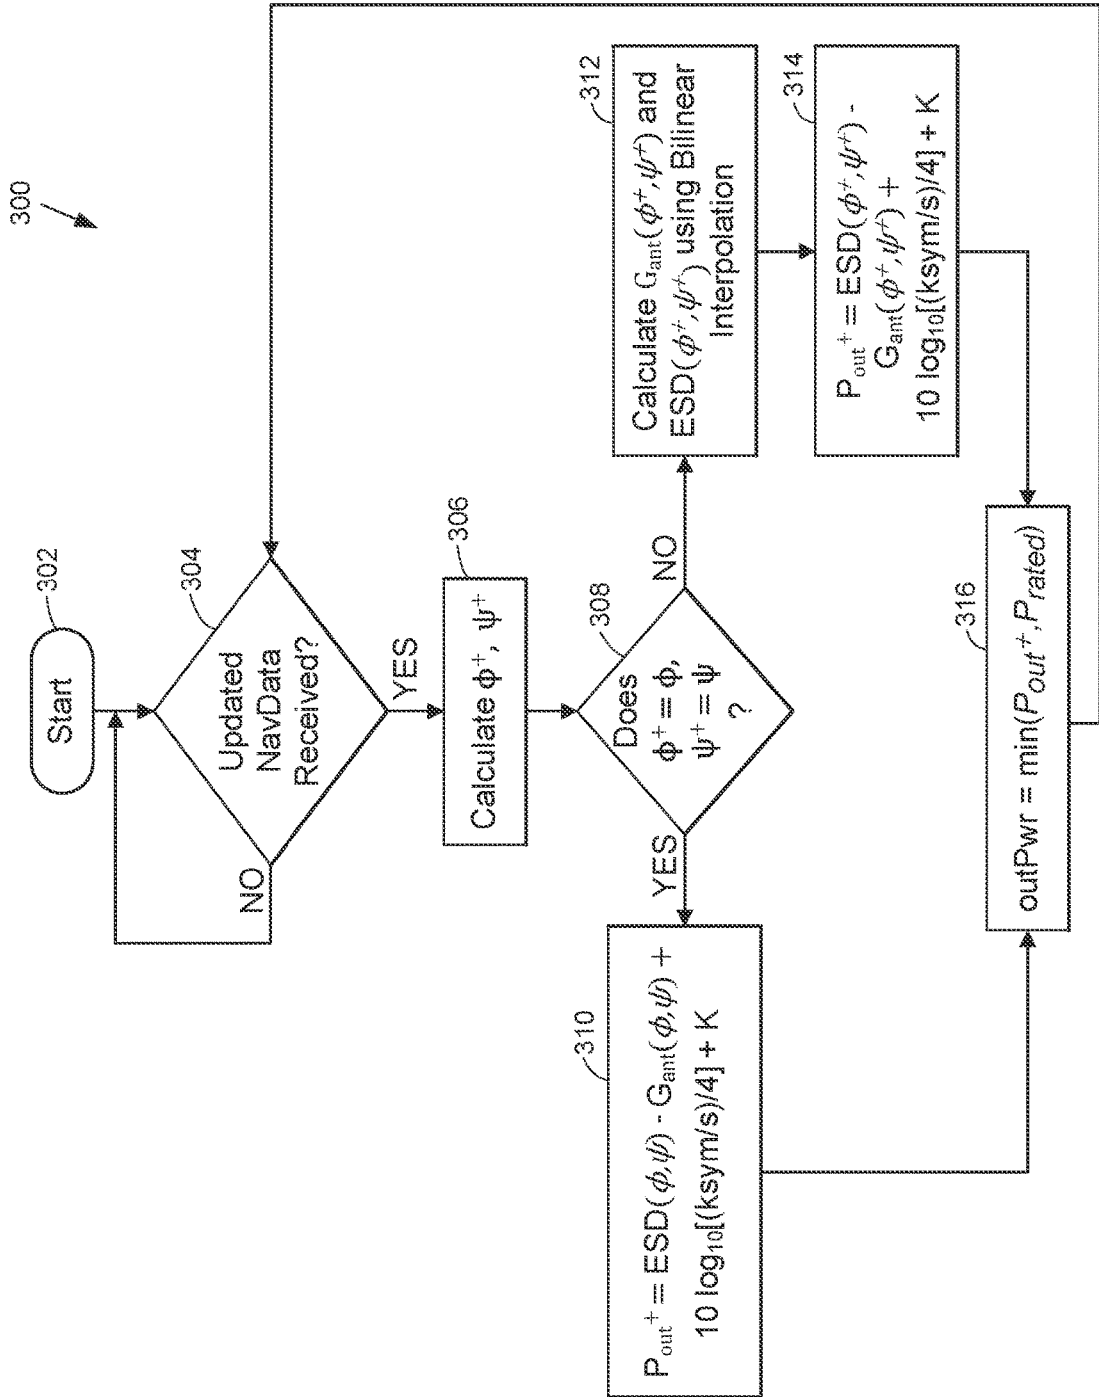 300
Start
302
Updated
NavData
Received?
304
NO
YES
Calculate Φ⁺, ψ⁺
306
Does
Φ⁺ = Φ,
ψ⁺ = ψ
?
308
YES
NO
310
P_out⁺ = ESD(ϕ,ψ) - G_ant(ϕ,ψ) +
10 log₁₀[(ksym/s)/4] + K
312
Calculate G_ant(ϕ⁺,ψ⁺) and
ESD(ϕ⁺,ψ⁺) using Bilinear
Interpolation
314
P_out⁺ = ESD(ϕ⁺,ψ⁺) -
G_ant(ϕ⁺,ψ⁺) +
10 log₁₀[(ksym/s)/4] + K
316
outPwr = min(P_out⁺, P_rated)